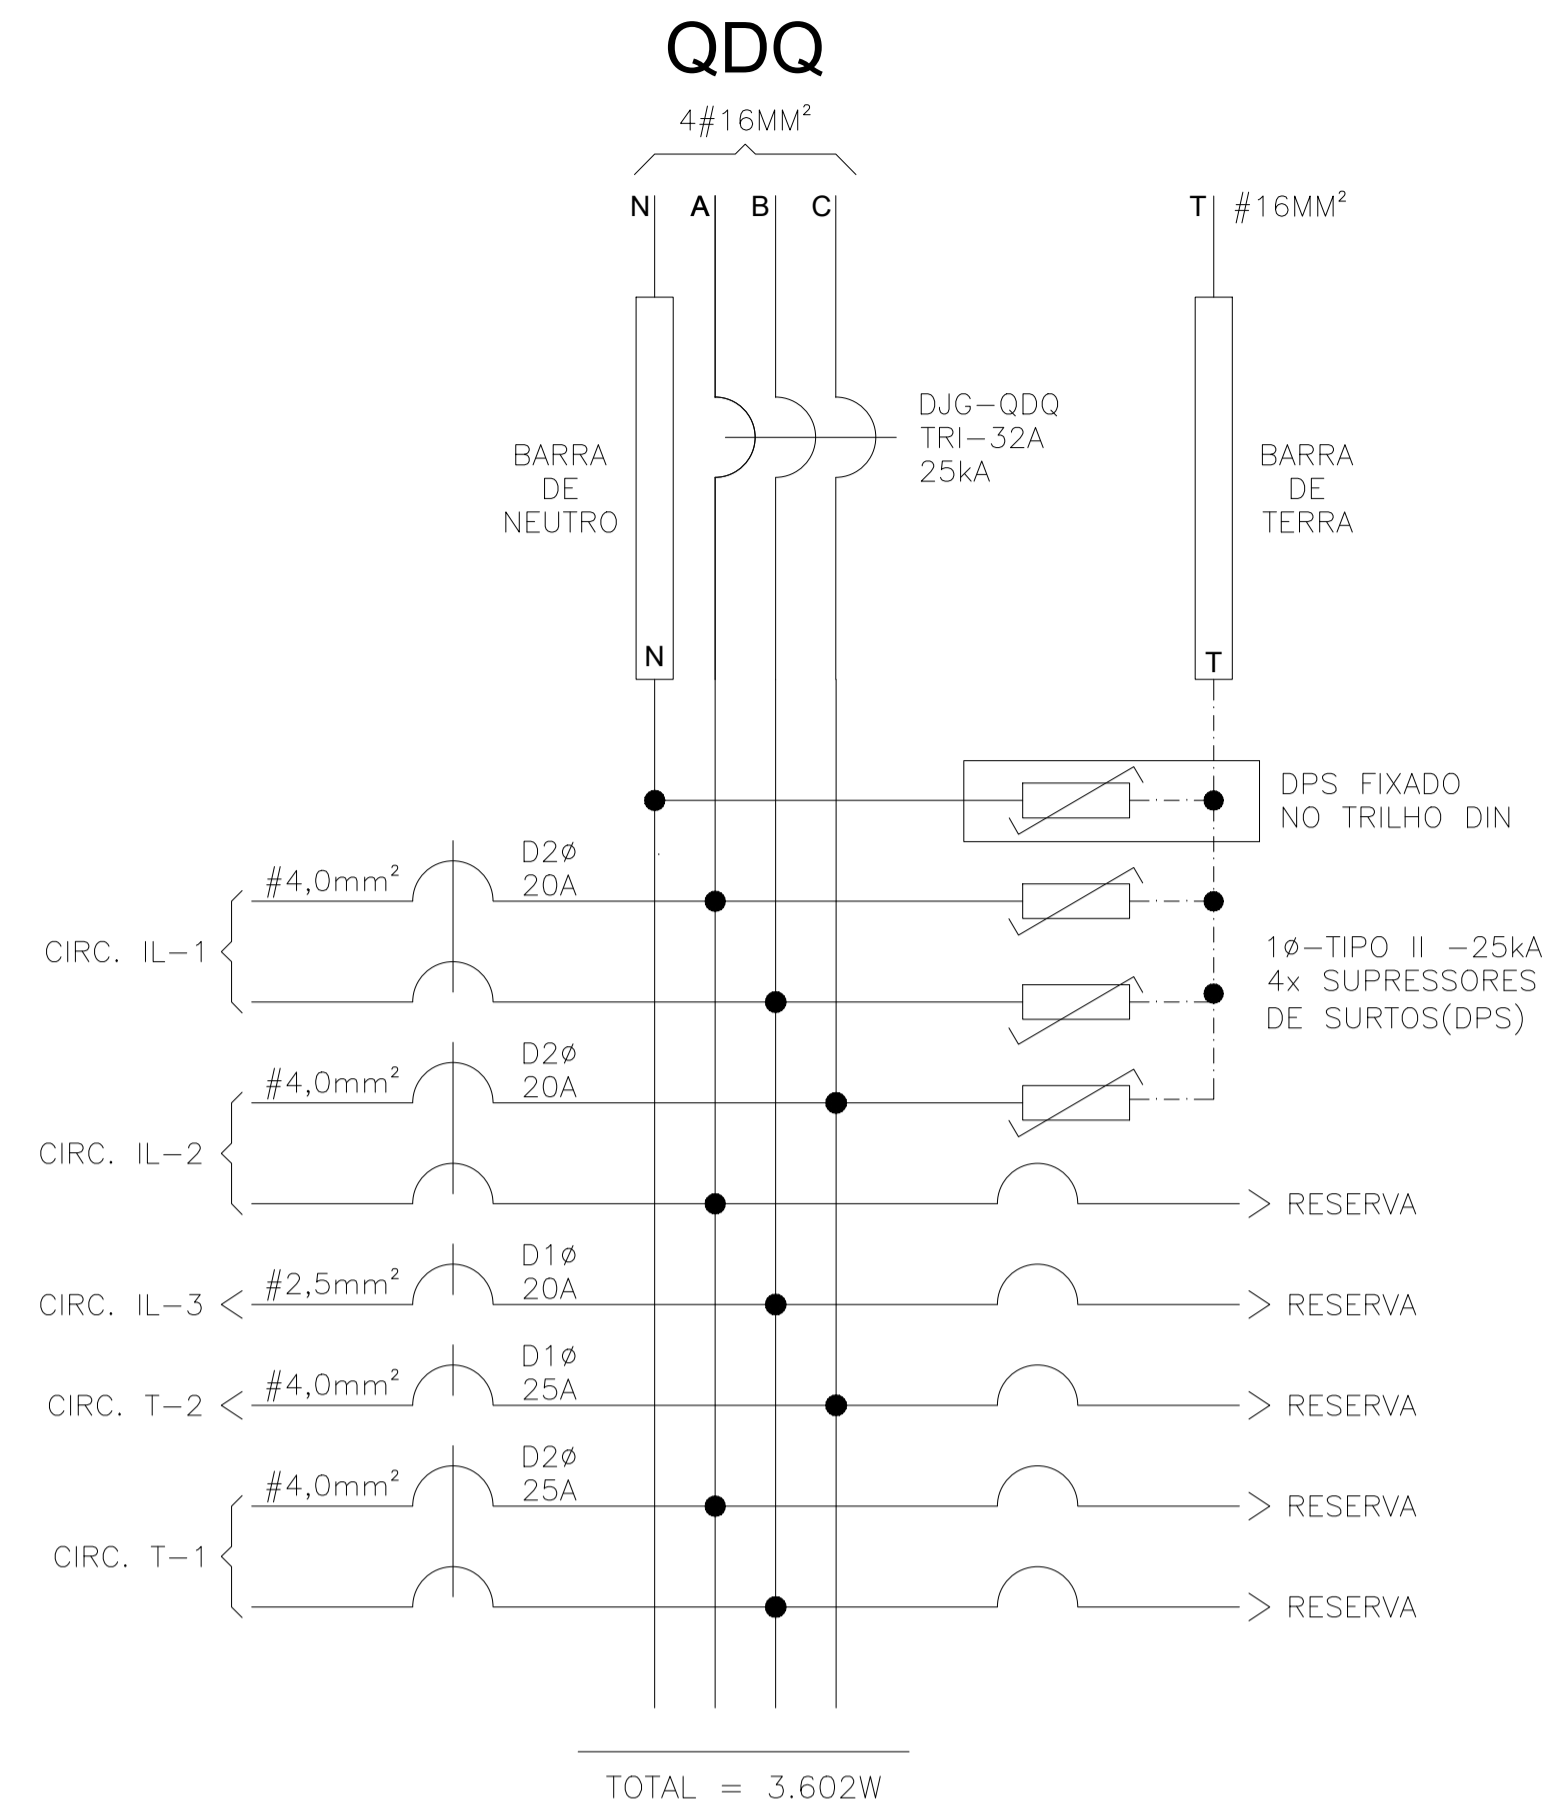 QDQ
4#16MM²
N A B C
T #16MM²
DJG-QDQ
TRI-32A
25kA
BARRA
DE
NEUTRO
BARRA
DE
TERRA
N
T
DPS FIXADO
NO TRILHO DIN
D2ø
#4,0mm² 20A
CIRC. IL-1
1ø-TIPO II -25kA
4x SUPRESSORES
DE SURTOS(DPS)
D2ø
#4,0mm² 20A
CIRC. IL-2
RESERVA
D1ø
#2,5mm² 20A
CIRC. IL-3
RESERVA
D1ø
#4,0mm² 25A
CIRC. T-2
RESERVA
D2ø
#4,0mm² 25A
RESERVA
CIRC. T-1
RESERVA
TOTAL = 3.602W